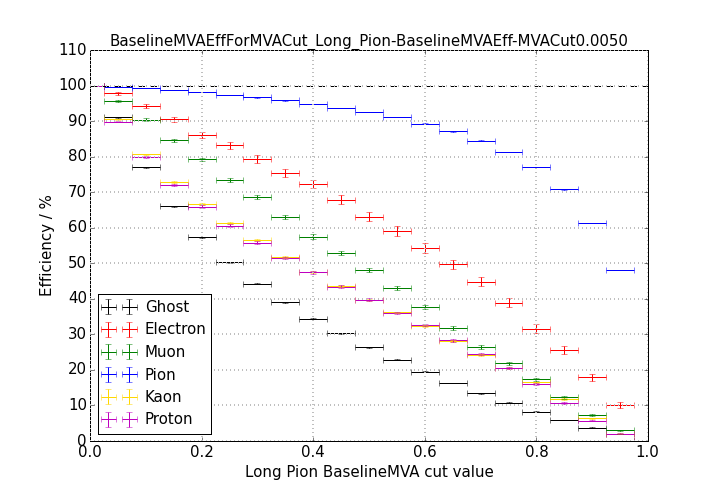 BaselineMVAEffForMVACut_Long_Pion-BaselineMVAEff-MVACut0.0050
110
100
90
80
70
60
50
40
30
20
10
0
Efficiency / %
Ghost
Electron
Muon
Pion
Kaon
Proton
0.0 0.2 0.4 0.6 0.8 1.0
Long Pion BaselineMVA cut value